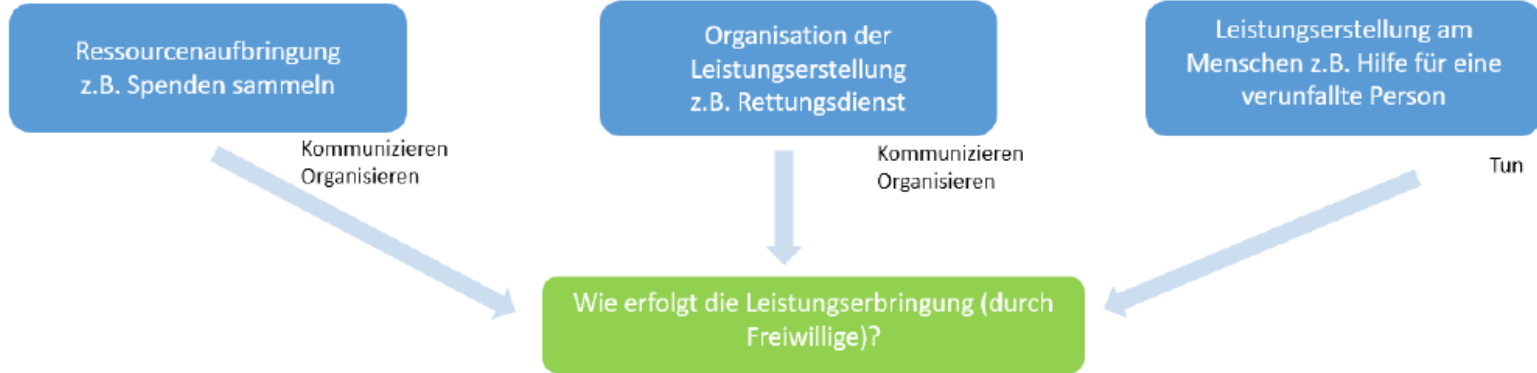 Ressourcenaufbringung
z.B. Spenden sammeln
Organisation der
Leistungserstellung
z.B. Rettungsdienst
Leistungserstellung am
Menschen z.B. Hilfe für eine
verunfallte Person
Kommunizieren
Organisieren
Kommunizieren
Organisieren
Tun
Wie erfolgt die Leistungserbringung (durch
Freiwillige)?